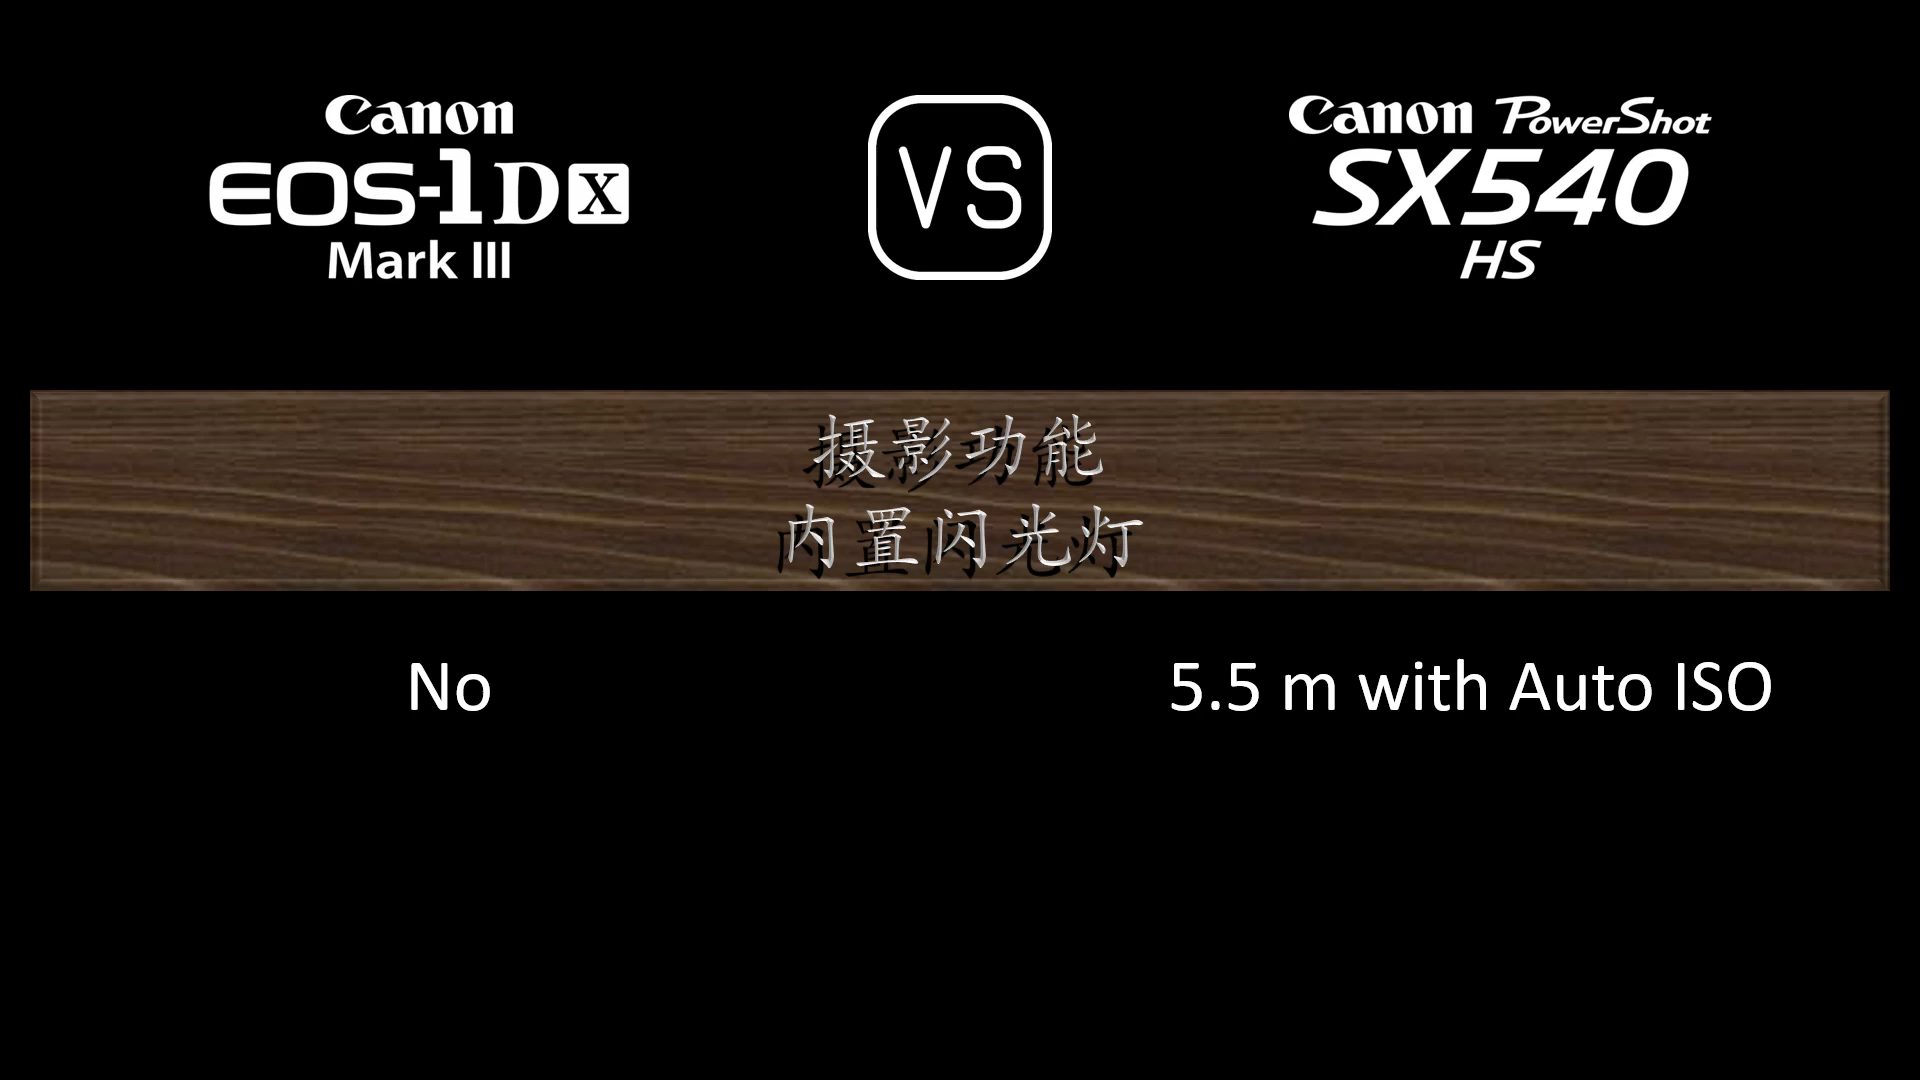 Canon
EOS-1D X
Mark III
VS
Canon PowerShot
SX540
HS
摄影功能
内置闪光灯
No
5.5 m with Auto ISO